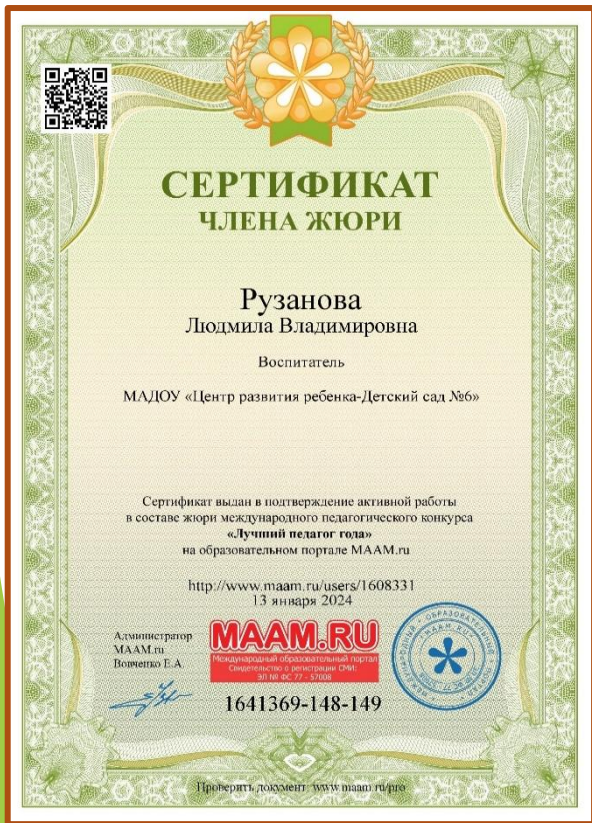 СЕРТИФИКАТ
ЧЛЕНА ЖЮРИ
Рузанова
Людмила Владимировна
Воспитатель
МАДОУ «Центр развития ребенка-Детский сад №6»
Сертификат выдан в подтверждение активной работы
в составе жюри международного педагогического конкурса
«Лучший педагог года»
на образовательном портале МААМ.ru
http://www.maam.ru/users/1608331
13 января 2024
Администратор
МААМ.ru
Вовченко Е.А.
MAAM.RU
Международный образовательный портал
Свидетельство о регистрации СМИ:
ЭЛ № ФС 77 - 57008
1641369-148-149
Проверить документ: www.maam.ru/pro